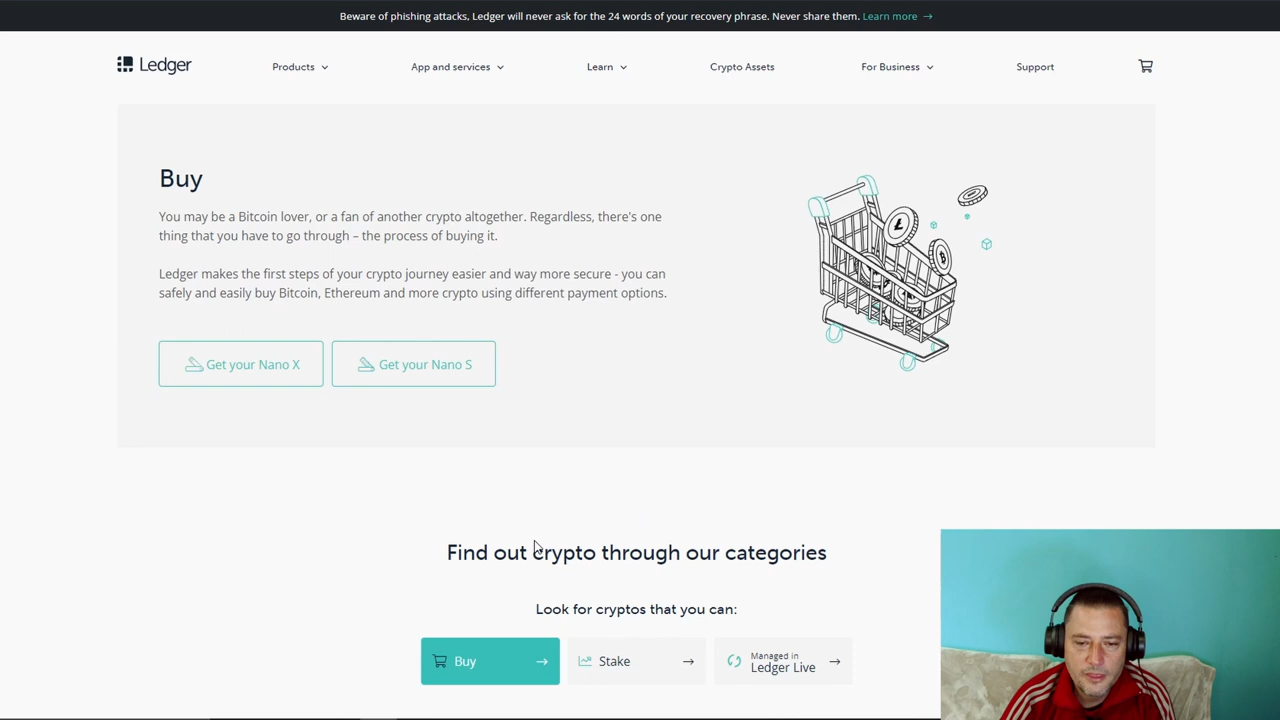 Beware of phishing attacks, Ledger will never ask for the 24 words of your recovery phrase. Never share them. Learn more →
Ledger
Products
App and services
Learn
Crypto Assets
For Business
Support
Buy
You may be a Bitcoin lover, or a fan of another crypto altogether. Regardless, there's one
thing that you have to go through – the process of buying it.
Ledger makes the first steps of your crypto journey easier and way more secure - you can
safely and easily buy Bitcoin, Ethereum and more crypto using different payment options.
Get your Nano X
Get your Nano S
Find out crypto through our categories
Look for cryptos that you can:
Buy →
Stake →
Managed in
Ledger Live →